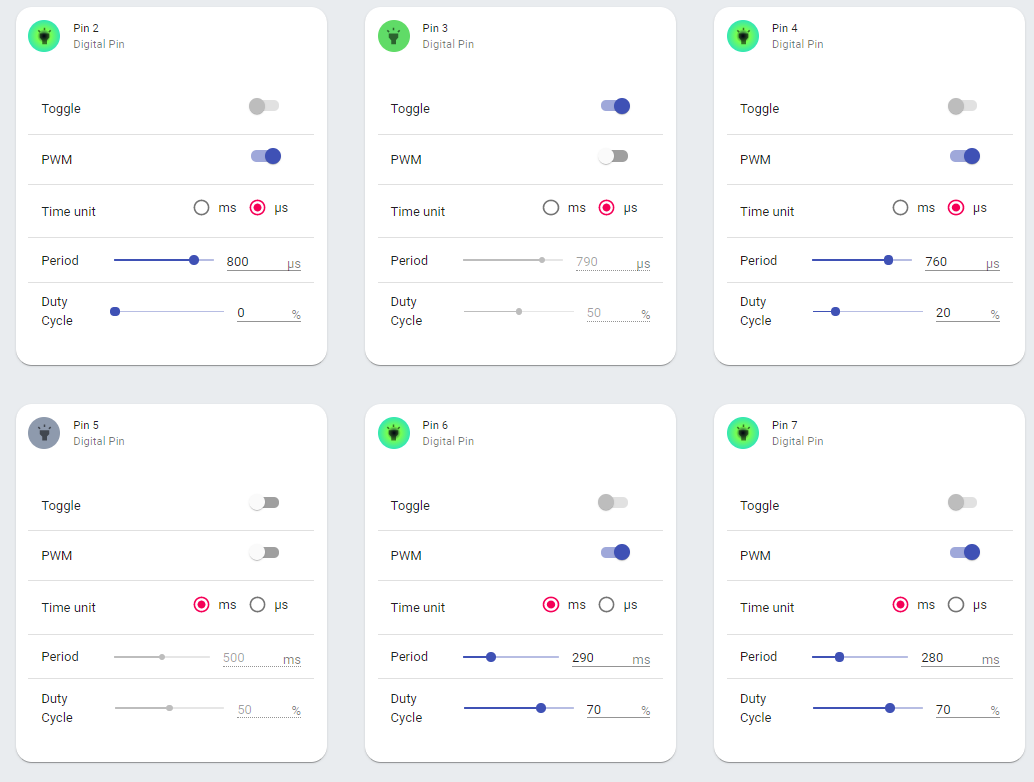 Pin 2
Digital Pin
Toggle
PWM
Time unit ms µs
Period 800 µs
Duty
Cycle 0 %
Pin 3
Digital Pin
Toggle
PWM
Time unit ms µs
Period 790 µs
Duty
Cycle 50 %
Pin 4
Digital Pin
Toggle
PWM
Time unit ms µs
Period 760 µs
Duty
Cycle 20 %
Pin 5
Digital Pin
Toggle
PWM
Time unit ms µs
Period 500 ms
Duty
Cycle 50 %
Pin 6
Digital Pin
Toggle
PWM
Time unit ms µs
Period 290 ms
Duty
Cycle 70 %
Pin 7
Digital Pin
Toggle
PWM
Time unit ms µs
Period 280 ms
Duty
Cycle 70 %